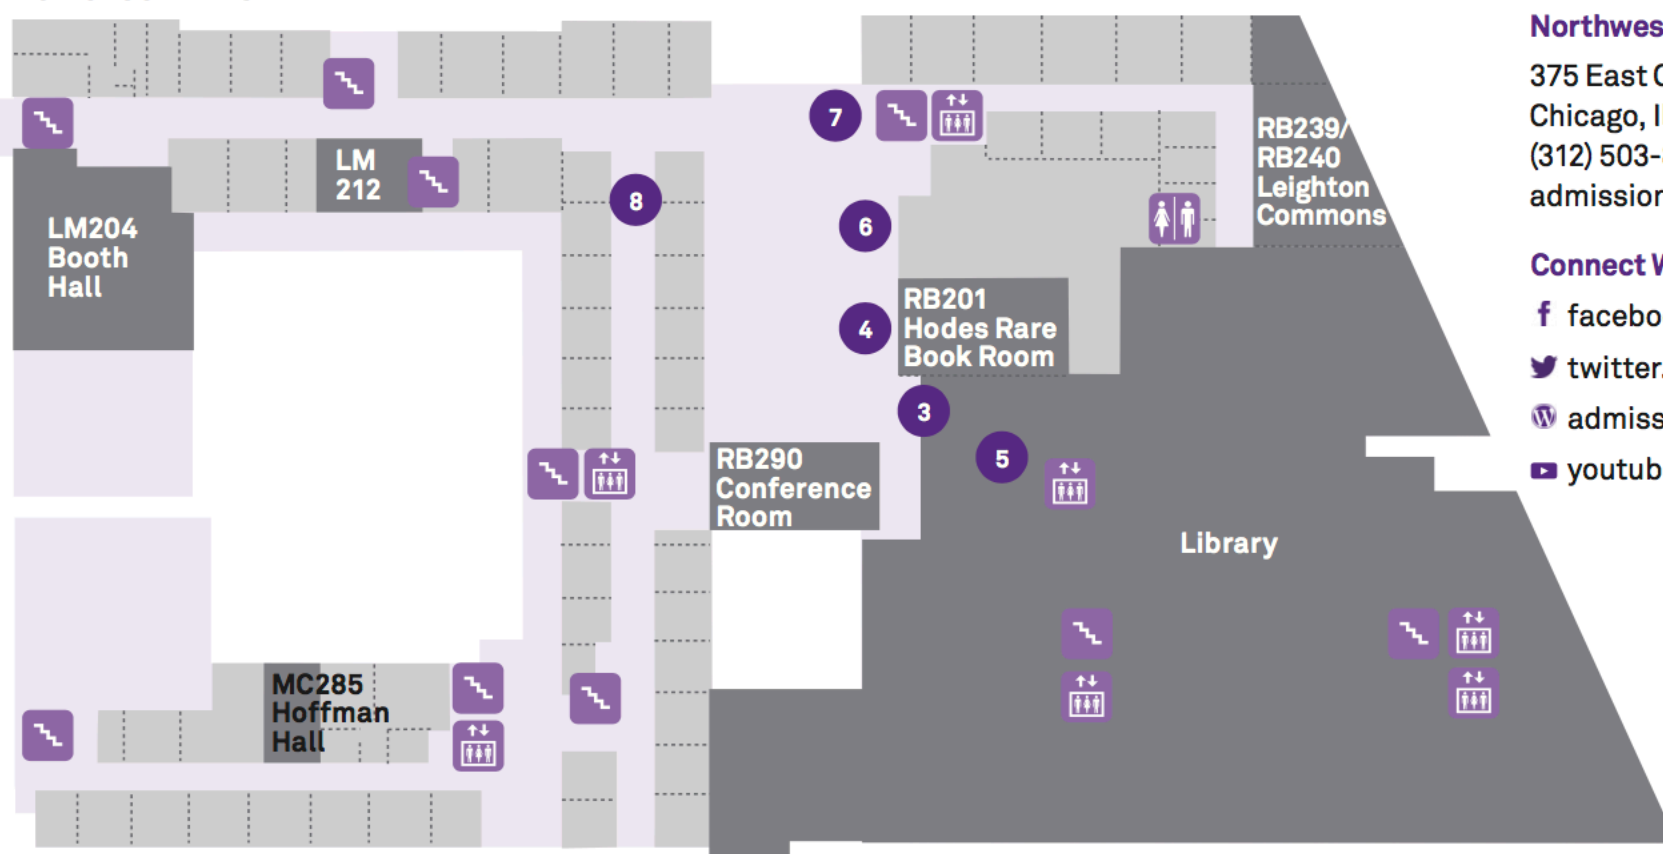 Northwes
375 East C
Chicago, I
(312) 503-
admission
Connect W
facebo
twitter.
admiss
youtub
7
RB239/
RB240
Leighton
Commons
LM
212
8
LM204
Booth
Hall
6
RB201
Hodes Rare
Book Room
4
3
5
RB290
Conference
Room
Library
MC285
Hoffman
Hall